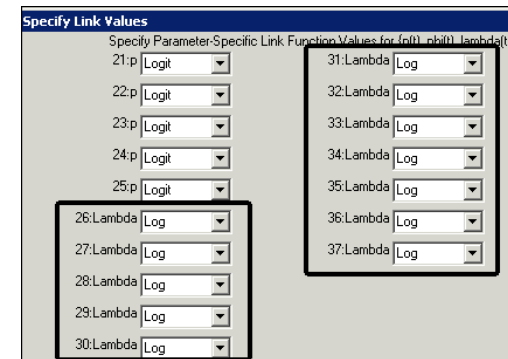 Specify Link Values
Specify Parameter-Specific Link Function Values for {p(t), phi(t), lambda(t
21:p Logit
22:p Logit
23:p Logit
24:p Logit
25:p Logit
26:Lambda Log
27:Lambda Log
28:Lambda Log
29:Lambda Log
30:Lambda Log
31:Lambda Log
32:Lambda Log
33:Lambda Log
34:Lambda Log
35:Lambda Log
36:Lambda Log
37:Lambda Log